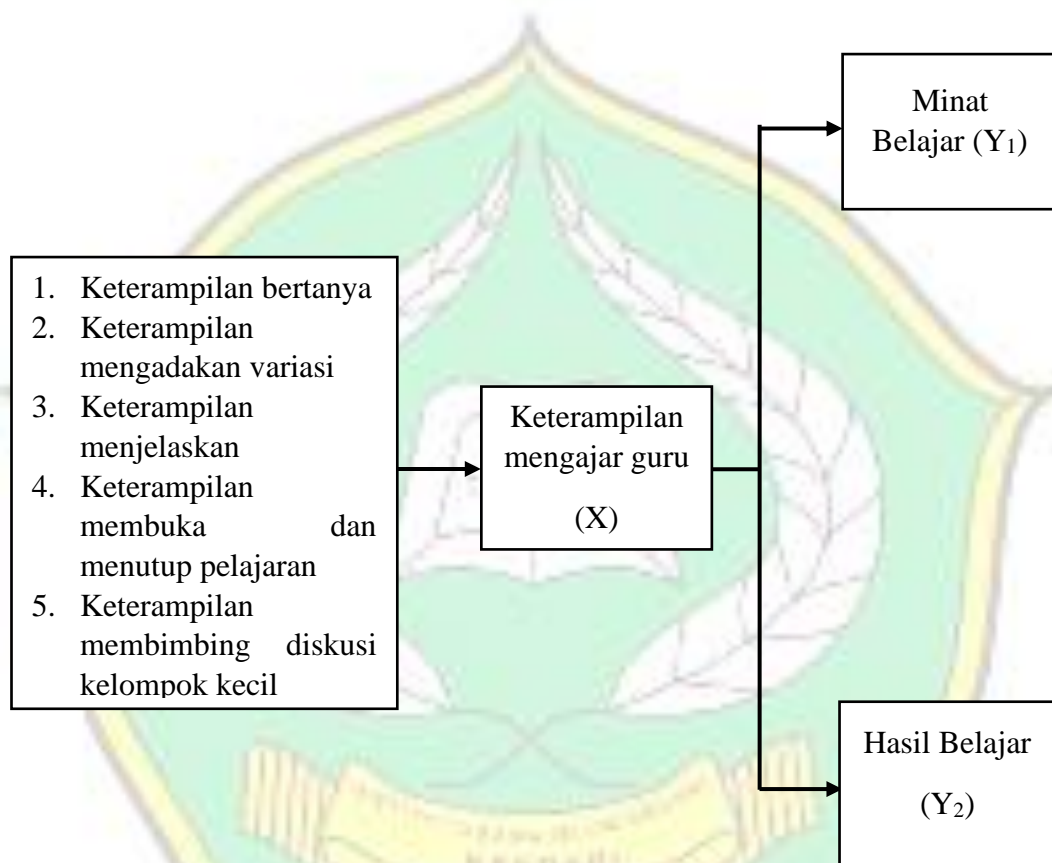 Minat
Belajar (Y₁)
1. Keterampilan bertanya
2. Keterampilan
mengadakan variasi
3. Keterampilan
menjelaskan
4. Keterampilan
membuka dan
menutup pelajaran
5. Keterampilan
membimbing diskusi
kelompok kecil
Keterampilan
mengajar guru
(X)
Hasil Belajar
(Y₂)